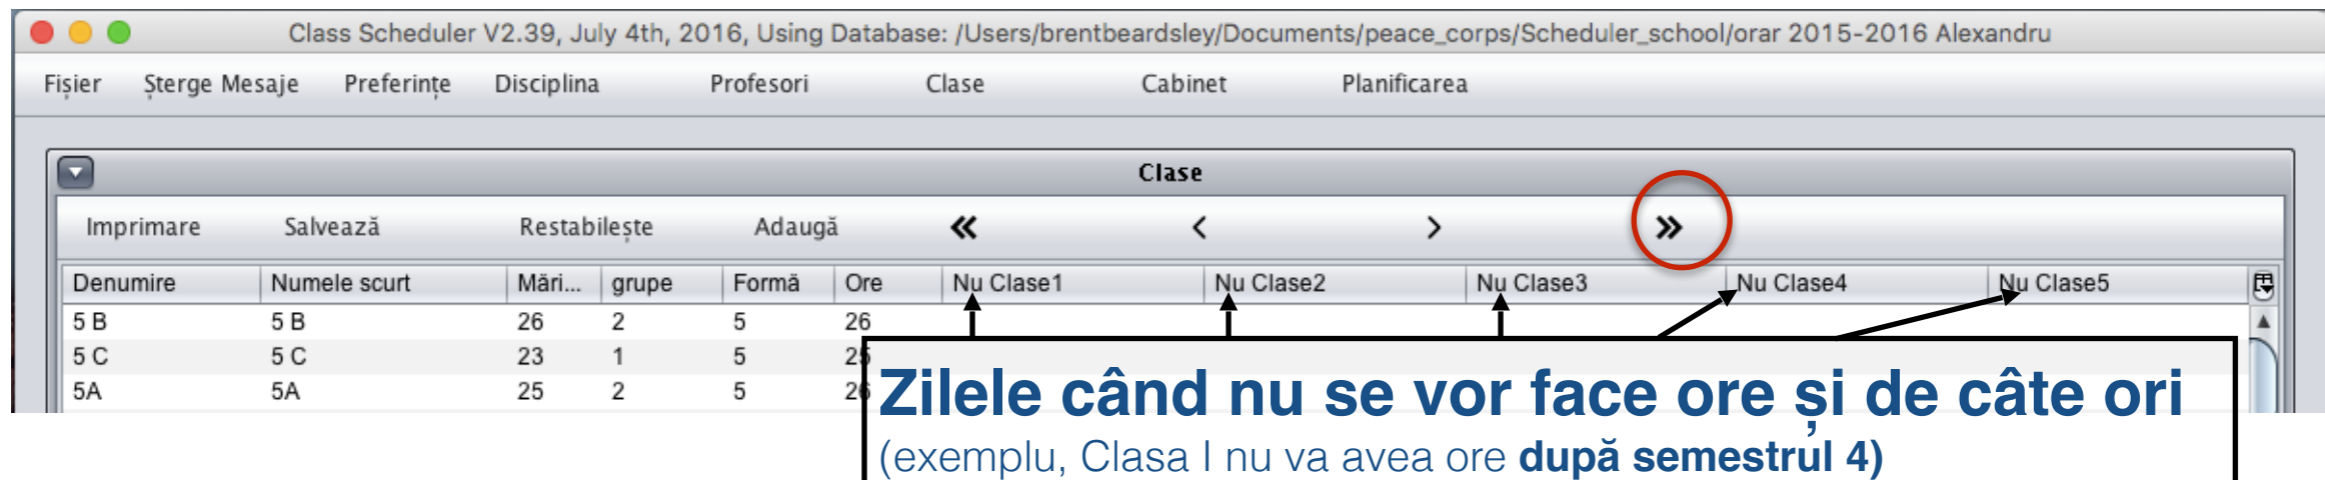 Class Scheduler V2.39, July 4th, 2016, Using Database: /Users/brentbeardsley/Documents/peace_corps/Scheduler_school/orar 2015-2016 Alexandru
Fișier Șterge Mesaje Preferințe Disciplina Profesori Clase Cabinet Planificarea
Clase
Imprimare Salvează Restabilește Adaugă « < > »
Denumire Numele scurt Mări... grupe Formă Ore Nu Clase1 Nu Clase2 Nu Clase3 Nu Clase4 Nu Clase5
5 B 5 B 26 2 5 26
5 C 5 C 23 1 5 25
5A 5A 25 2 5 26
Zilele când nu se vor face ore și de câte ori
(exemplu, Clasa I nu va avea ore după semestrul 4)